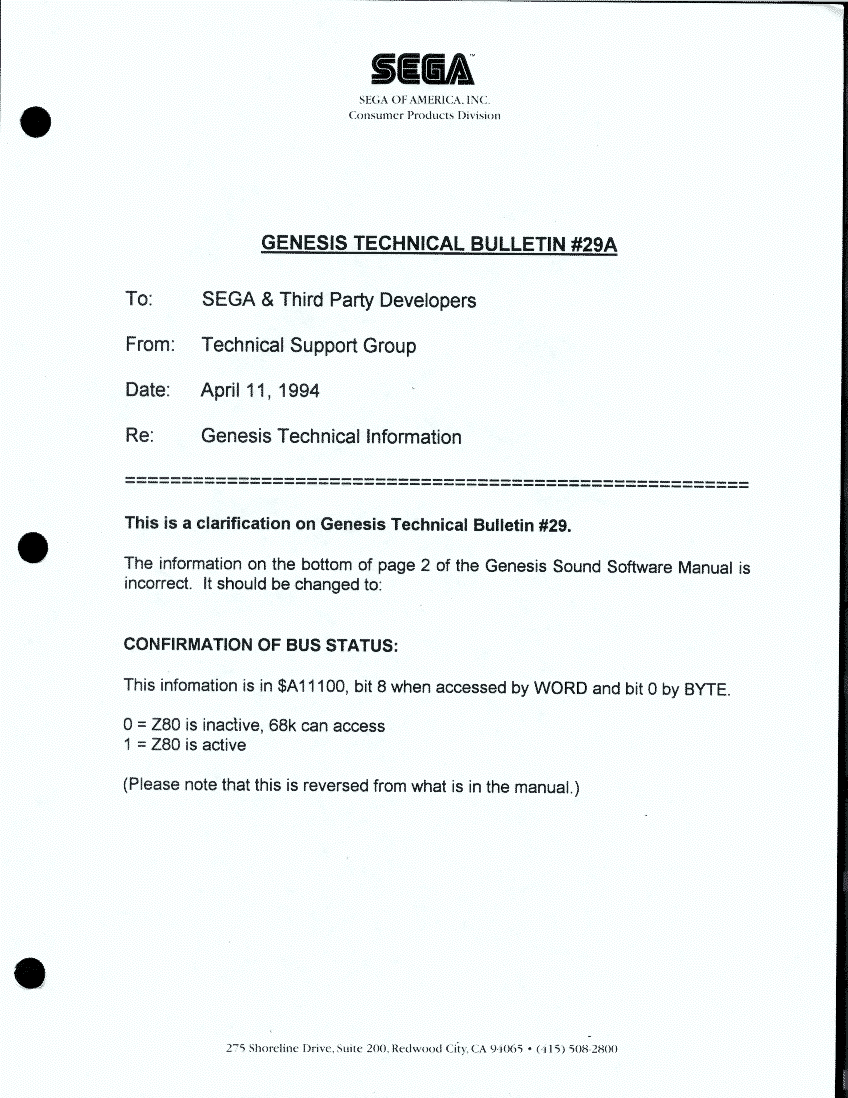 SEGA™
SEGA OF AMERICA, INC.
Consumer Products Division
GENESIS TECHNICAL BULLETIN #29A
To: SEGA & Third Party Developers
From: Technical Support Group
Date: April 11, 1994
Re: Genesis Technical Information
=======================================================
This is a clarification on Genesis Technical Bulletin #29.
The information on the bottom of page 2 of the Genesis Sound Software Manual is
incorrect. It should be changed to:
CONFIRMATION OF BUS STATUS:
This infomation is in $A11100, bit 8 when accessed by WORD and bit 0 by BYTE.
0 = Z80 is inactive, 68k can access
1 = Z80 is active
(Please note that this is reversed from what is in the manual.)
275 Shoreline Drive, Suite 200, Redwood City, CA 94065 • (415) 508-2800